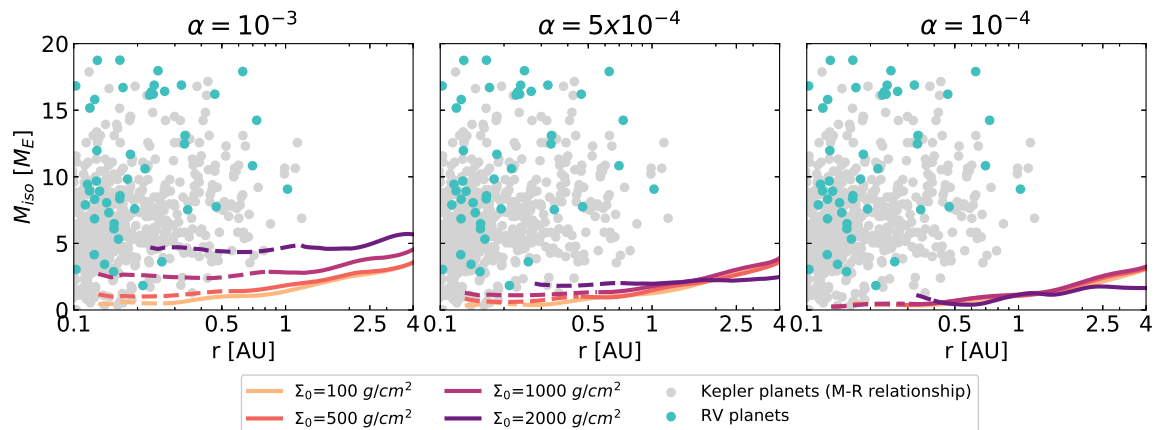 α = 10⁻³ α = 5x10⁻⁴ α = 10⁻⁴
20
15
10
5
0
M_iso [M_E]
0.1 0.5 1 2.5 4 0.1 0.5 1 2.5 4 0.1 0.5 1 2.5 4
r [AU] r [AU] r [AU]
Σ₀=100 g/cm² Σ₀=1000 g/cm² Kepler planets (M-R relationship)
Σ₀=500 g/cm² Σ₀=2000 g/cm² RV planets